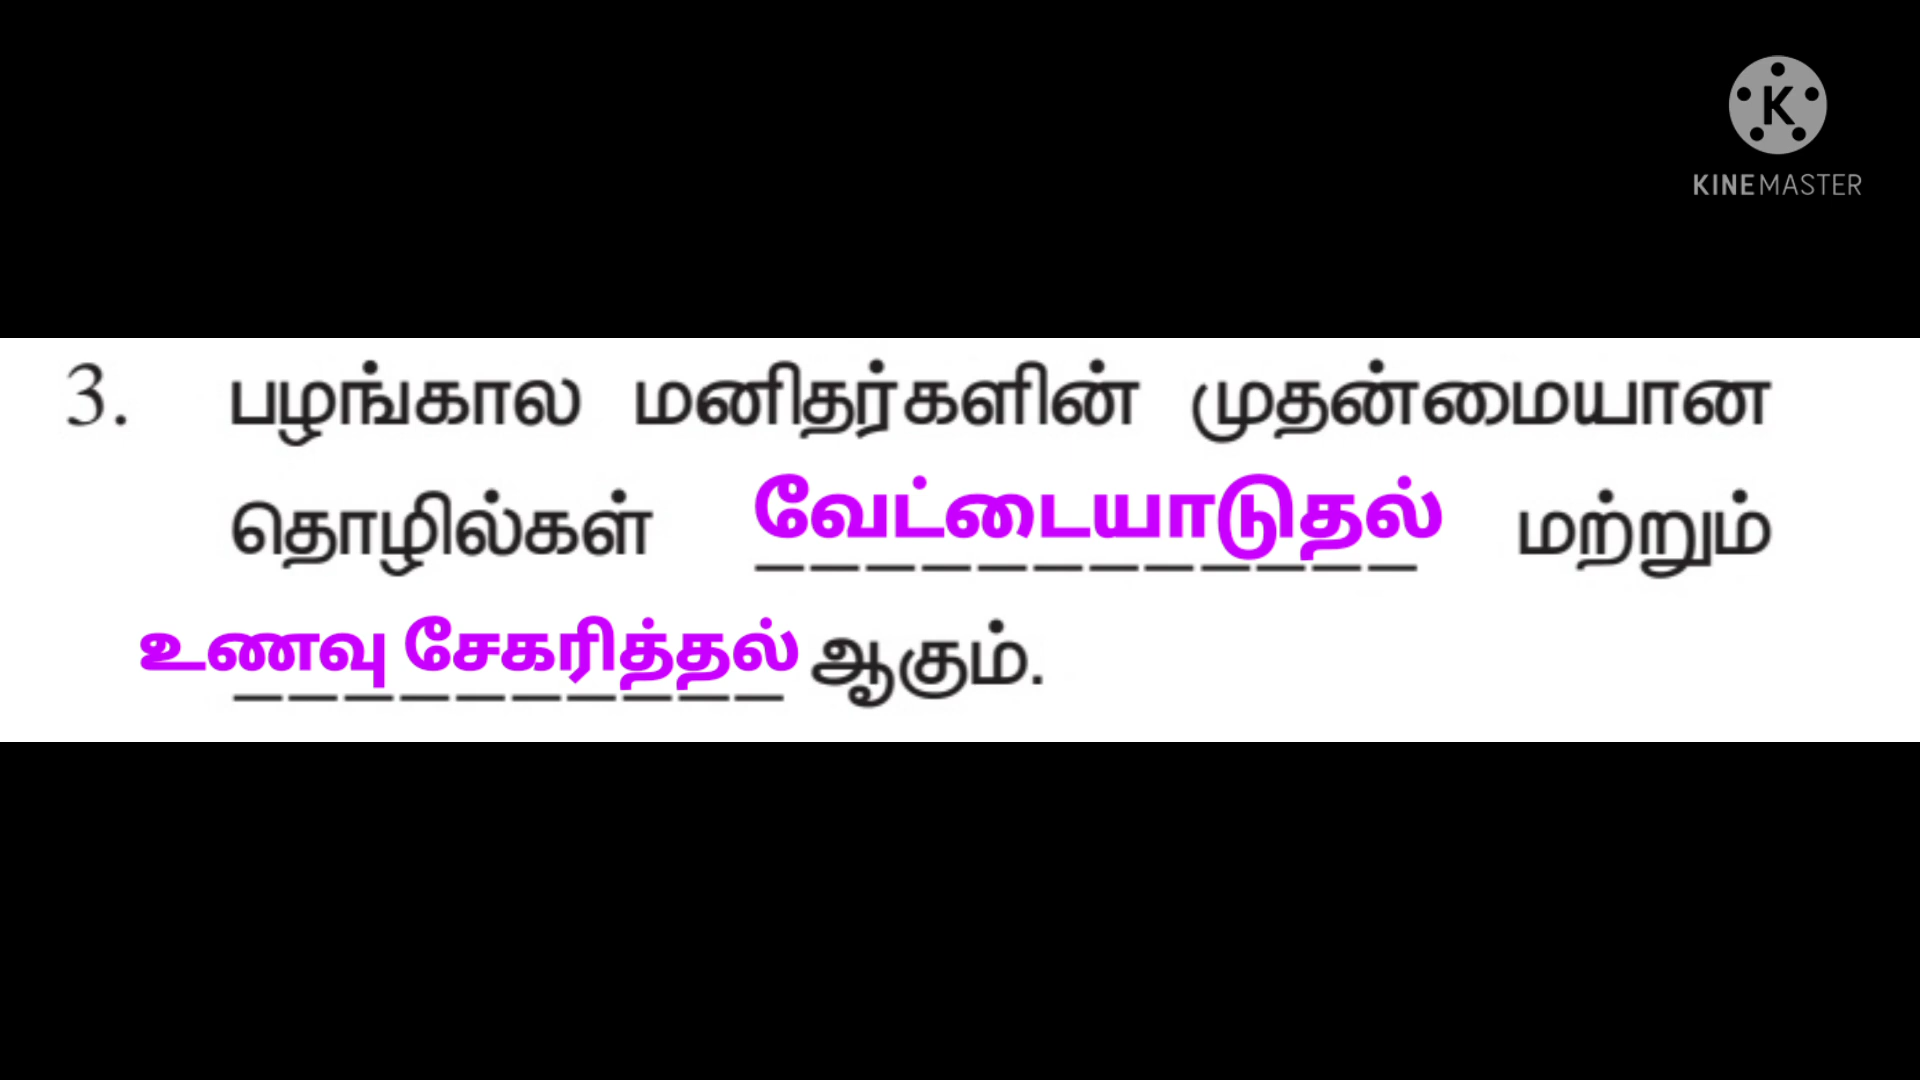 K
KINEMASTER
3. பழங்கால மனிதர்களின் முதன்மையான
தொழில்கள் வேட்டையாடுதல் மற்றும்
உணவு சேகரித்தல் ஆகும்.